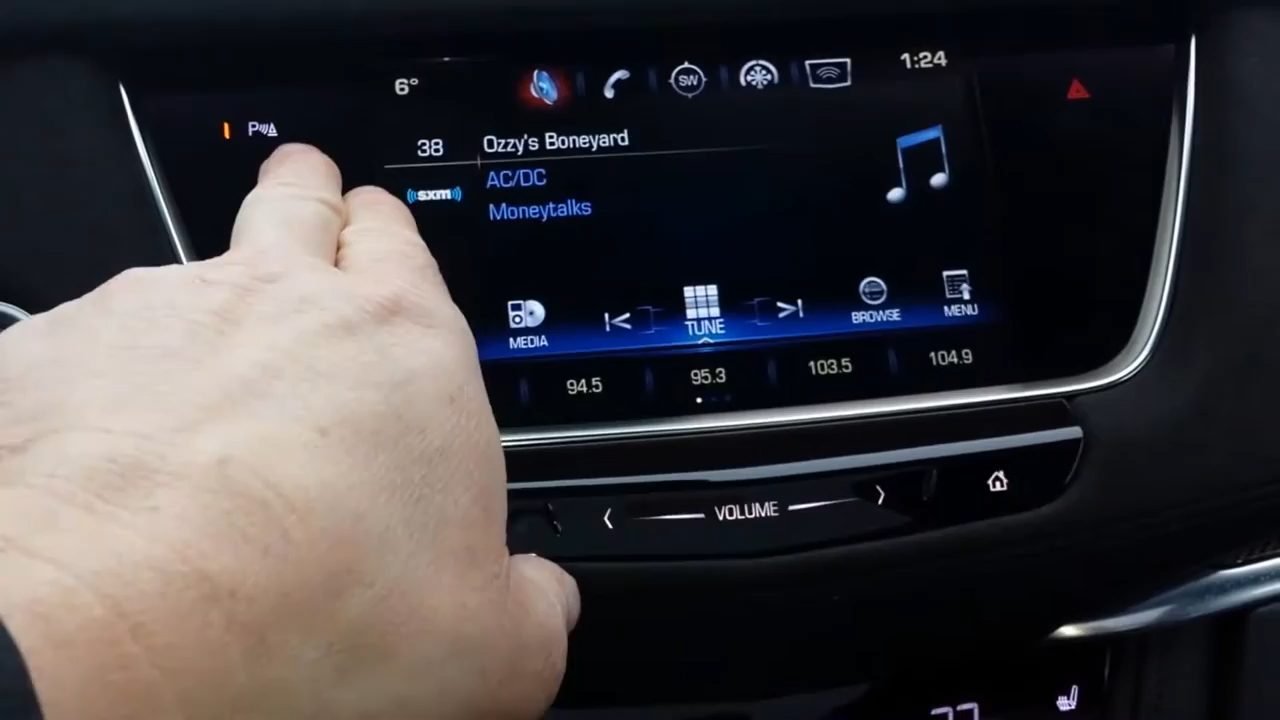 6°
SW
1:24
P
38
Ozzy's Boneyard
sxm
AC/DC
Moneytalks
MEDIA
TUNE
BROWSE
MENU
94.5
95.3
103.5
104.9
VOLUME